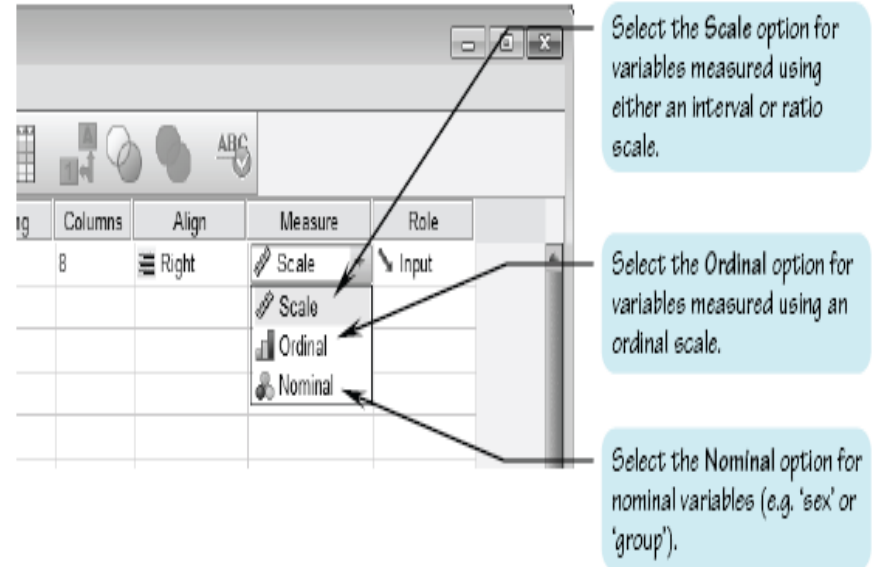 Select the Scale option for
variables measured using
either an interval or ratio
scale.
A
1
ABC
Columns Align Measure Role
8 Right Scale Input
Scale
Ordinal
Nominal
Select the Ordinal option for
variables measured using an
ordinal scale.
Select the Nominal option for
nominal variables (e.g. ‘sex’ or
‘group’).